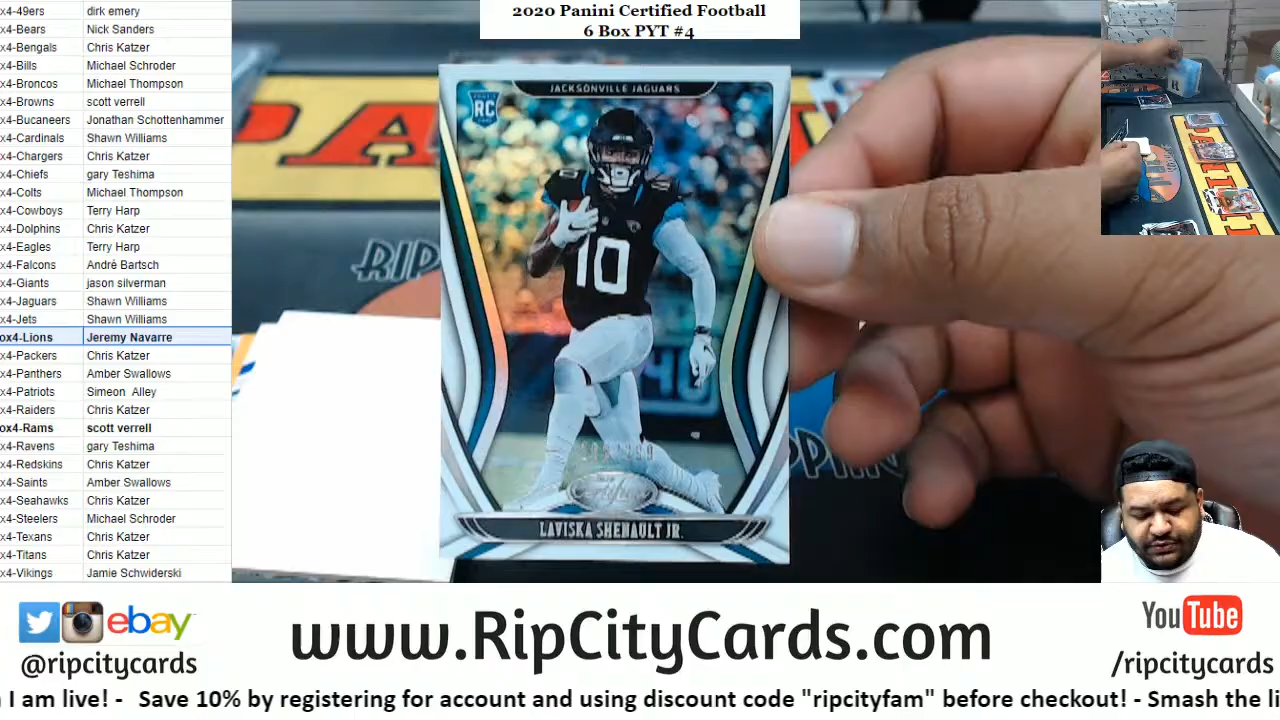 2020 Panini Certified Football
6 Box PYT #4
x4-49ers dirk emery
x4-Bears Nick Sanders
x4-Bengals Chris Katzer
x4-Bills Michael Schroder
x4-Broncos Michael Thompson
x4-Browns scott verrell
x4-Bucaneers Jonathan Schottenhammer
x4-Cardinals Shawn Williams
x4-Chargers Chris Katzer
x4-Chiefs gary Teshima
x4-Colts Michael Thompson
x4-Cowboys Terry Harp
x4-Dolphins Chris Katzer
x4-Eagles Terry Harp
x4-Falcons Andrè Bartsch
x4-Giants jason silverman
x4-Jaguars Shawn Williams
x4-Jets Shawn Williams
ox4-Lions Jeremy Navarre
x4-Packers Chris Katzer
x4-Panthers Amber Swallows
x4-Patriots Simeon Alley
x4-Raiders Chris Katzer
ox4-Rams scott verrell
x4-Ravens gary Teshima
x4-Redskins Chris Katzer
x4-Saints Amber Swallows
x4-Seahawks Chris Katzer
x4-Steelers Michael Schroder
x4-Texans Chris Katzer
x4-Titans Chris Katzer
x4-Vikings Jamie Schwiderski
JACKSONVILLE JAGUARS
RC
10
10
Certified
LAVISKA SHENAULT JR.
RIP
ebay
@ripcitycards
www.RipCityCards.com
YouTube
/ripcitycards
I am live! - Save 10% by registering for account and using discount code "ripcityfam" before checkout! - Smash the li